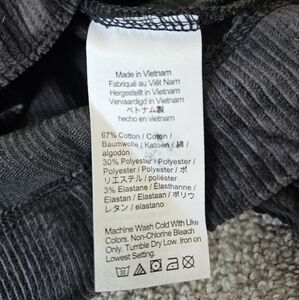 Made in Vietnam
Fabriqué au Viêt Nam
Hergestellt in Vietnam
Vervaardigd in Vietnam
ベトナム製
hecho en vietnam
67% Cotton / Coton /
Baumwolle / Katoen / 綿 /
algodón
30% Polyester / Polyester /
Polyester / Polyester / ポ
リエステル / poliéster
3% Elastane / Élasthanne /
Elastan / Elastaan / ポリウ
レタン / elastano
Machine Wash Cold With Like
Colors. Non-Chlorine Bleach
Only. Tumble Dry Low. Iron on
Lowest Setting.